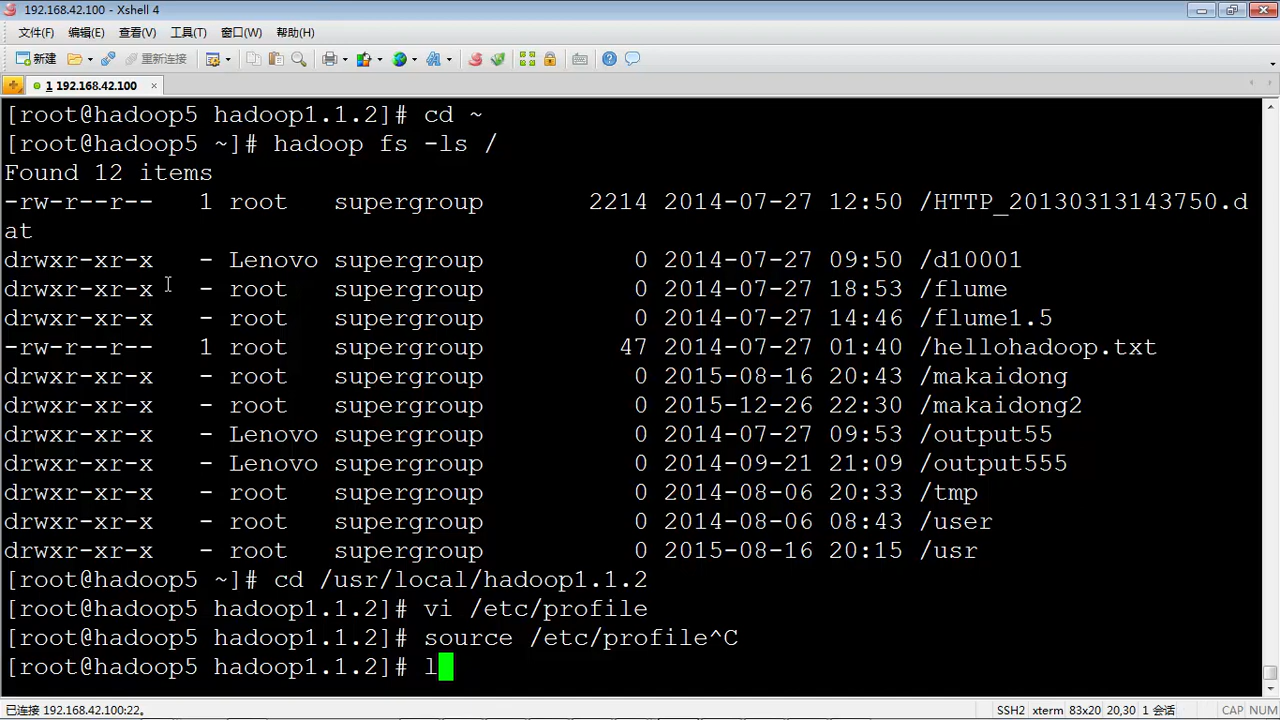 192.168.42.100 - Xshell 4
文件(F) 编辑(E) 查看(V) 工具(T) 窗口(W) 帮助(H)
新建 重新连接
1 192.168.42.100 ×
[root@hadoop5 hadoop1.1.2]# cd ~
[root@hadoop5 ~]# hadoop fs -ls /
Found 12 items
-rw-r--r--   1 root   supergroup       2214 2014-07-27 12:50 /HTTP_20130313143750.d
at
drwxr-xr-x   - Lenovo supergroup          0 2014-07-27 09:50 /d10001
drwxr-xr-x   - root   supergroup          0 2014-07-27 18:53 /flume
drwxr-xr-x   - root   supergroup          0 2014-07-27 14:46 /flume1.5
-rw-r--r--   1 root   supergroup         47 2014-07-27 01:40 /hellohadoop.txt
drwxr-xr-x   - root   supergroup          0 2015-08-16 20:43 /makaidong
drwxr-xr-x   - root   supergroup          0 2015-12-26 22:30 /makaidong2
drwxr-xr-x   - Lenovo supergroup          0 2014-07-27 09:53 /output55
drwxr-xr-x   - Lenovo supergroup          0 2014-09-21 21:09 /output555
drwxr-xr-x   - root   supergroup          0 2014-08-06 20:33 /tmp
drwxr-xr-x   - root   supergroup          0 2014-08-06 08:43 /user
drwxr-xr-x   - root   supergroup          0 2015-08-16 20:15 /usr
[root@hadoop5 ~]# cd /usr/local/hadoop1.1.2
[root@hadoop5 hadoop1.1.2]# vi /etc/profile
[root@hadoop5 hadoop1.1.2]# source /etc/profile^C
[root@hadoop5 hadoop1.1.2]# l
已连接 192.168.42.100:22。 SSH2 xterm 83x20 20,30 1 会话 CAP NUM